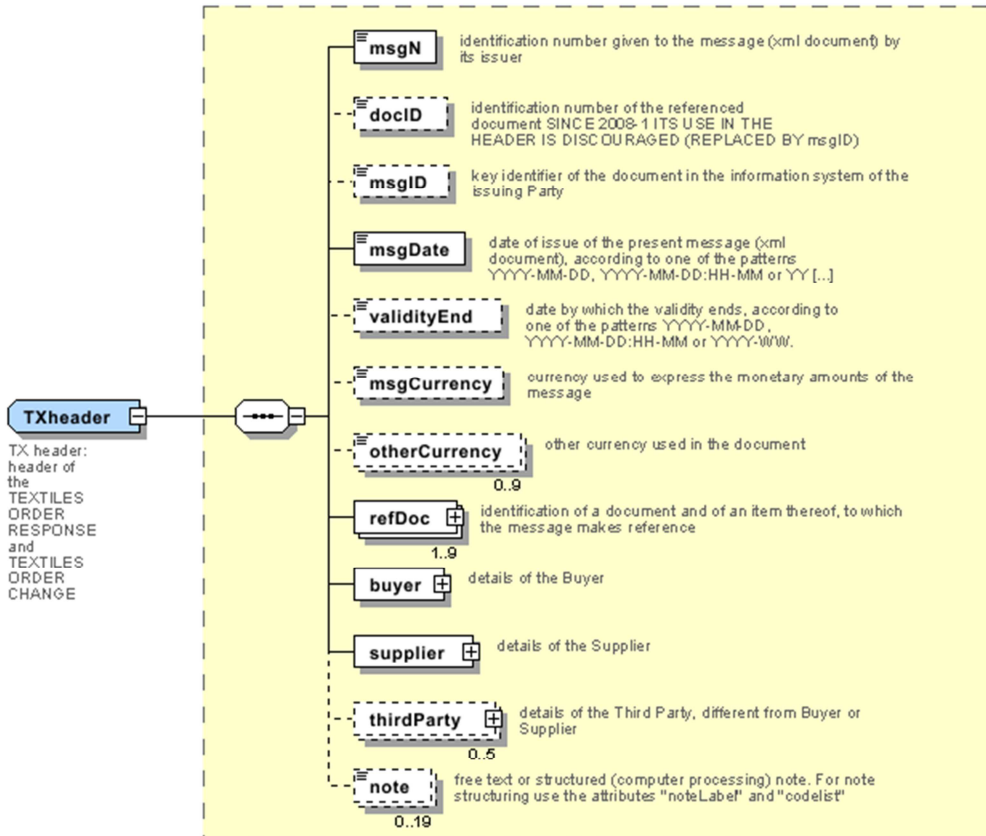 msgN
identification number given to the message (xml document) by
its issuer
docID
identification number of the referenced
document SINCE 2008-1 ITS USE IN THE
HEADER IS DISCOURAGED (REPLACED BY msgID)
msgID
key identifier of the document in the information system of the
issuing Party
msgDate
date of issue of the present message (xml
document), according to one of the patterns
YYYY-MM-DD, YYYY-MM-DD:HH-MM or YY [...]
validityEnd
date by which the validity ends, according to
one of the patterns YYYY-MM-DD,
YYYY-MM-DD:HH-MM or YYYY-WW.
msgCurrency
currency used to express the monetary amounts of the
message
TXheader
TX header:
header of
the
TEXTILES
ORDER
RESPONSE
and
TEXTILES
ORDER
CHANGE
otherCurrency
other currency used in the document
0..9
refDoc
identification of a document and of an item thereof, to which
the message makes reference
1..9
buyer
details of the Buyer
supplier
details of the Supplier
thirdParty
details of the Third Party, different from Buyer or
Supplier
0..5
note
free text or structured (computer processing) note. For note
structuring use the attributes "noteLabel" and "codelist"
0..19